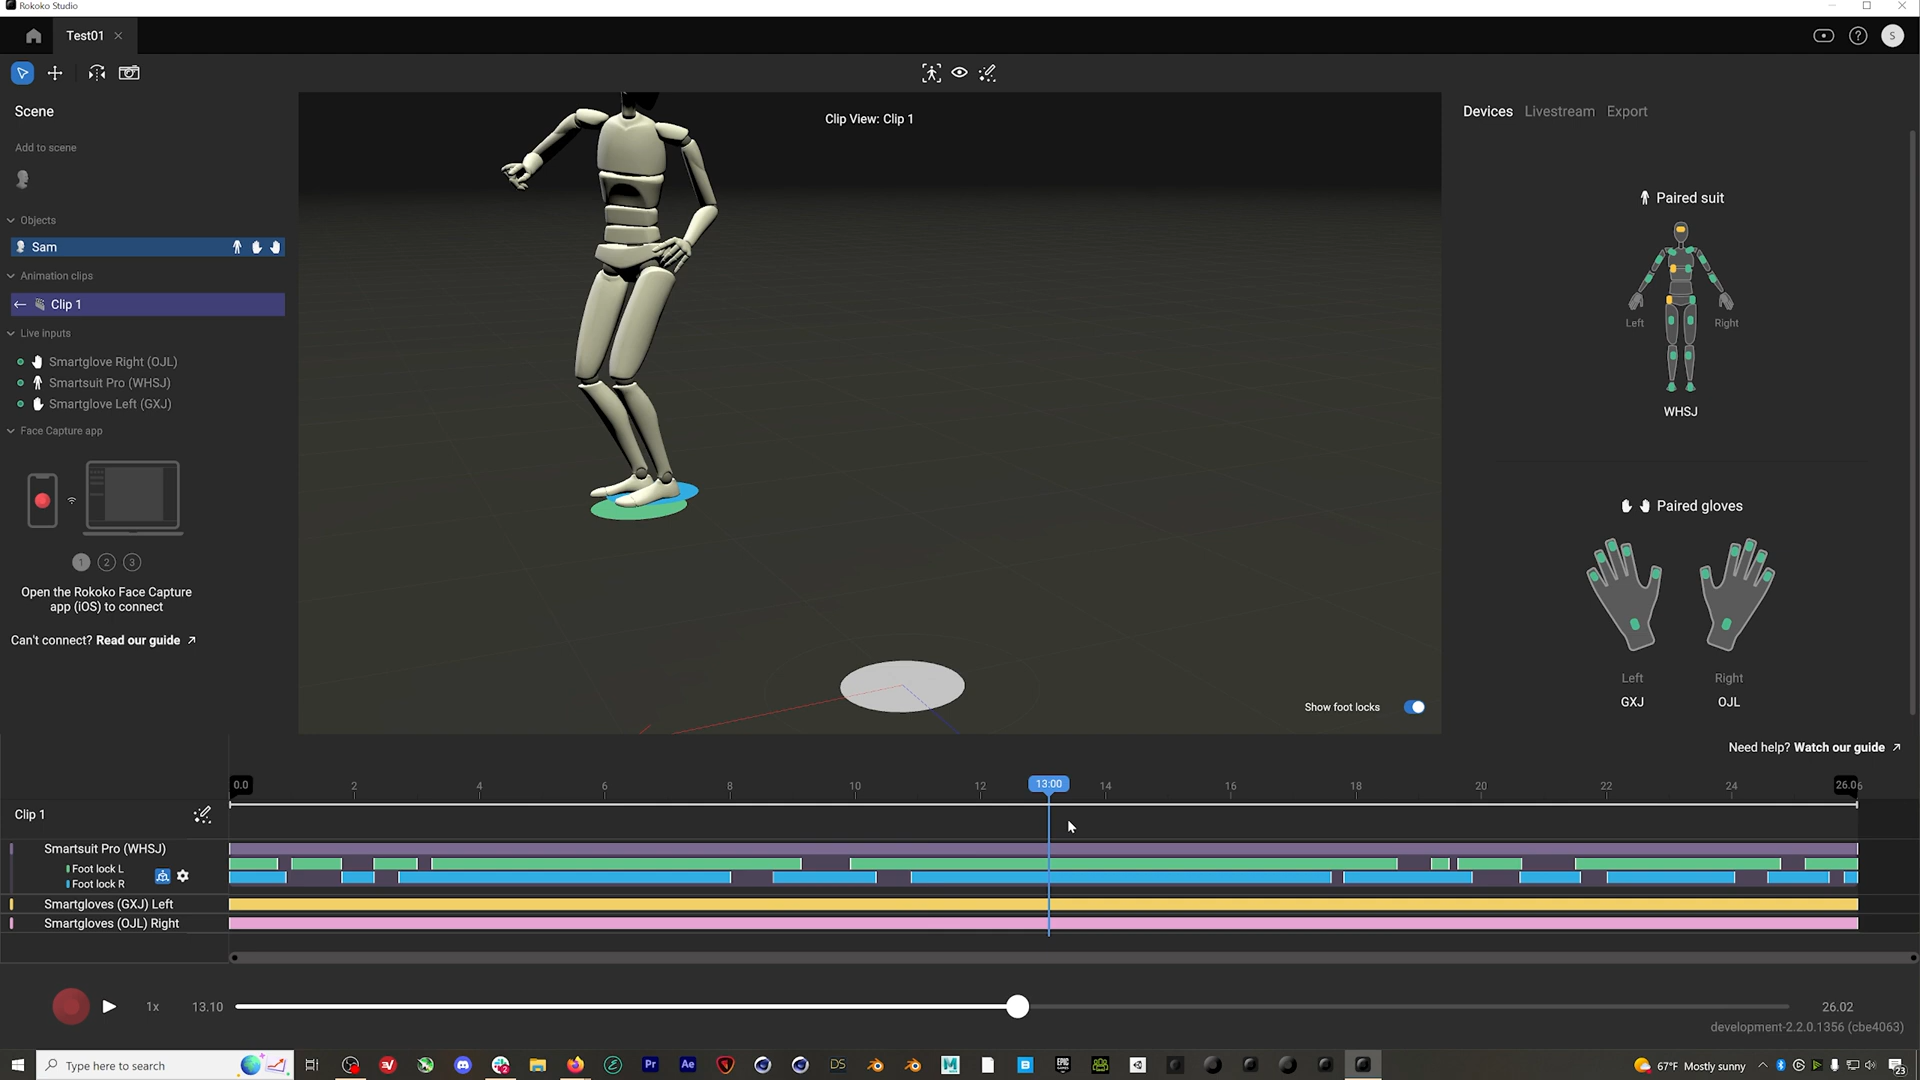 Rokoko Studio
Test01
S
Scene
Add to scene
Objects
Sam
Animation clips
Clip 1
Live inputs
Smartglove Right (OJL)
Smartsuit Pro (WHSJ)
Smartglove Left (GXJ)
Face Capture app
1 2 3
Open the Rokoko Face Capture
app (iOS) to connect
Can't connect? Read our guide
Clip View: Clip 1
Show foot locks
Devices Livestream Export
Paired suit
Left Right
WHSJ
Paired gloves
Left Right
GXJ OJL
Need help? Watch our guide
0.0 2 4 6 8 10 12 13:00 14 16 18 20 22 24
Clip 1
Smartsuit Pro (WHSJ)
Foot lock L
Foot lock R
Smartgloves (GXJ) Left
Smartgloves (OJL) Right
1x 13.10 26.02
development-2.2.0.1356 (cbe4063)
Type here to search
Pr Ae DS
67°F Mostly sunny
23